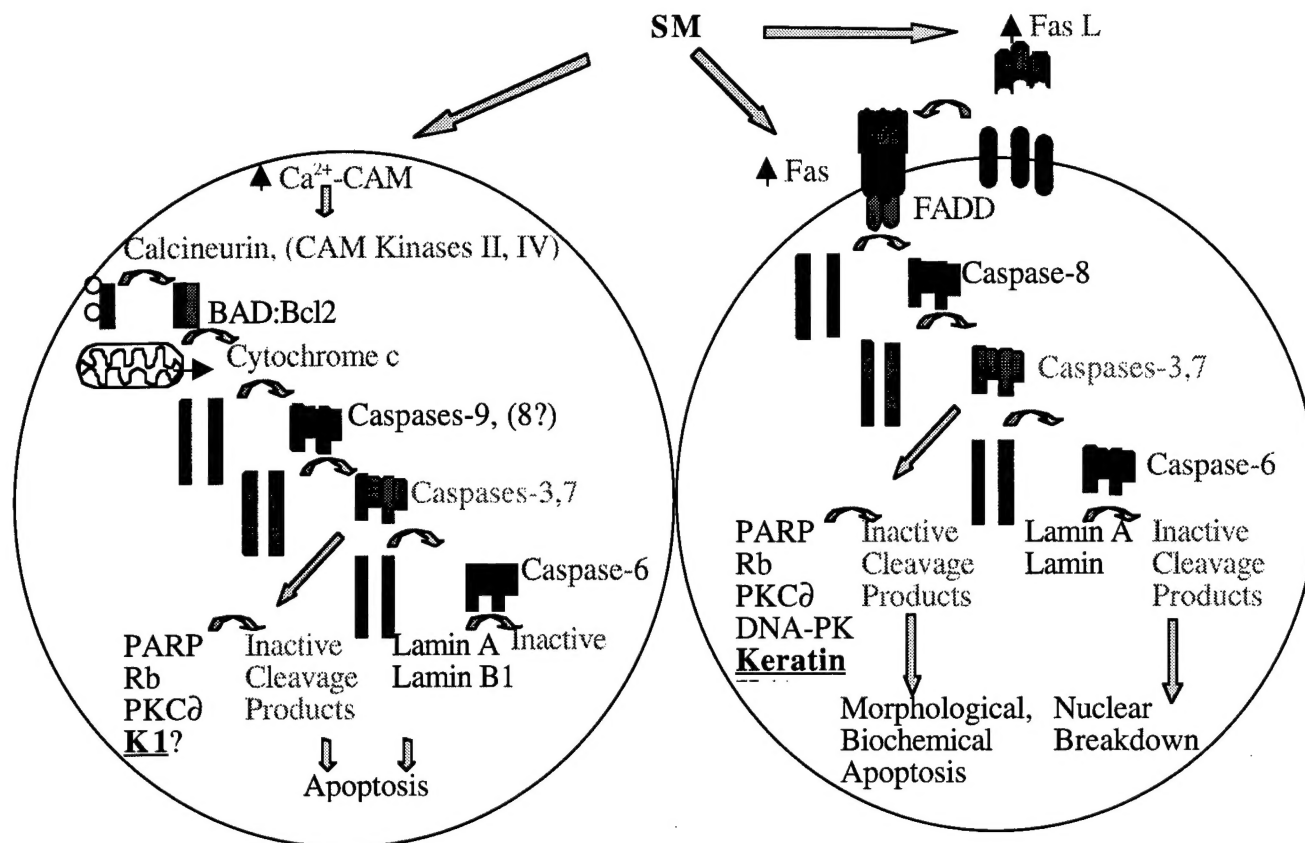 SM
Fas L
Ca²⁺-CAM
Calcineurin, (CAM Kinases II, IV)
BAD:Bcl2
Cytochrome c
Caspases-9, (8?)
Caspases-3,7
Caspase-6
PARP
Rb
PKC∂
K1?
Inactive
Cleavage
Products
Lamin A
Lamin B1
Inactive
Apoptosis
Fas
FADD
Caspase-8
Caspases-3,7
Caspase-6
PARP
Rb
PKC∂
DNA-PK
Keratin
Inactive
Cleavage
Products
Lamin A
Lamin
Inactive
Cleavage
Products
Morphological,
Biochemical
Apoptosis
Nuclear
Breakdown